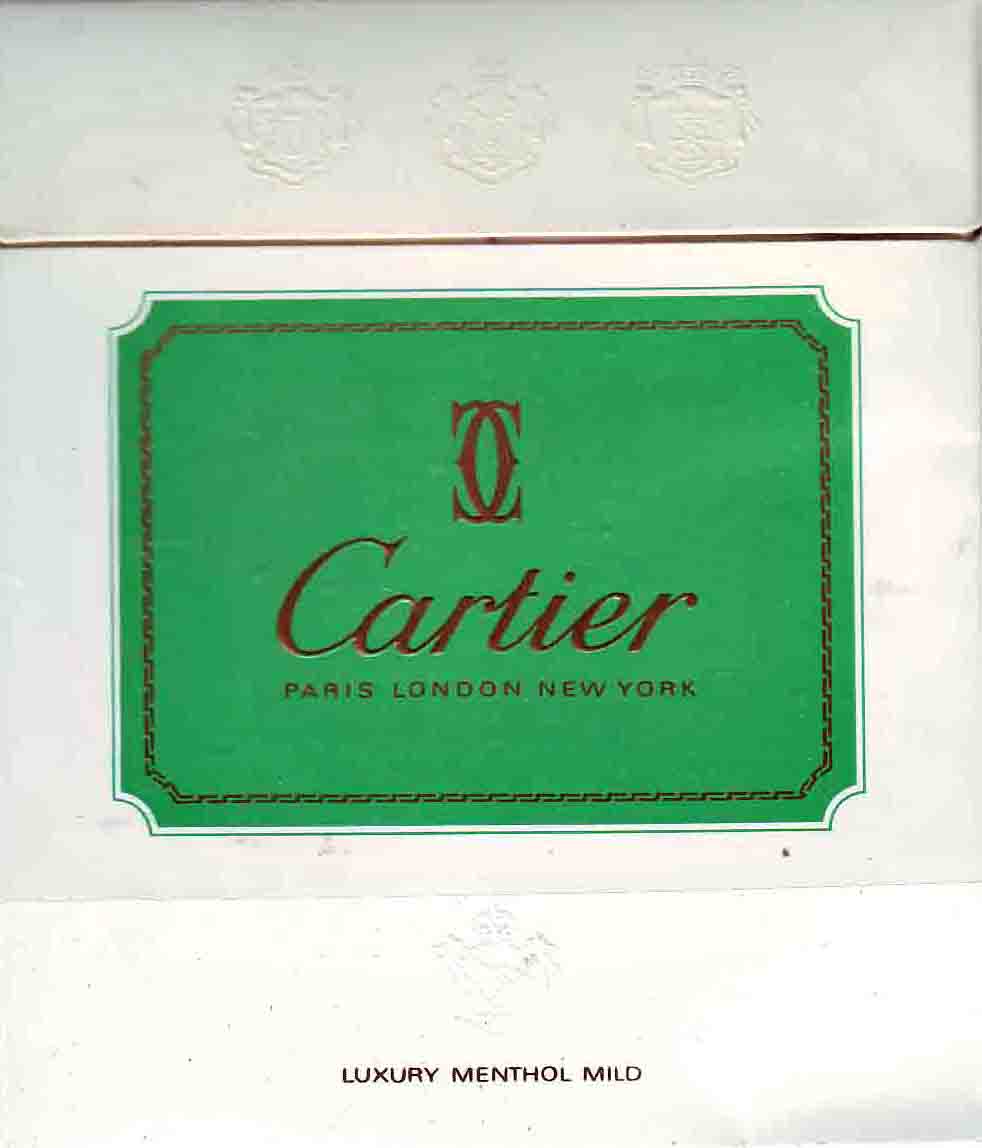 Cartier
PARIS LONDON NEW YORK
LUXURY MENTHOL MILD